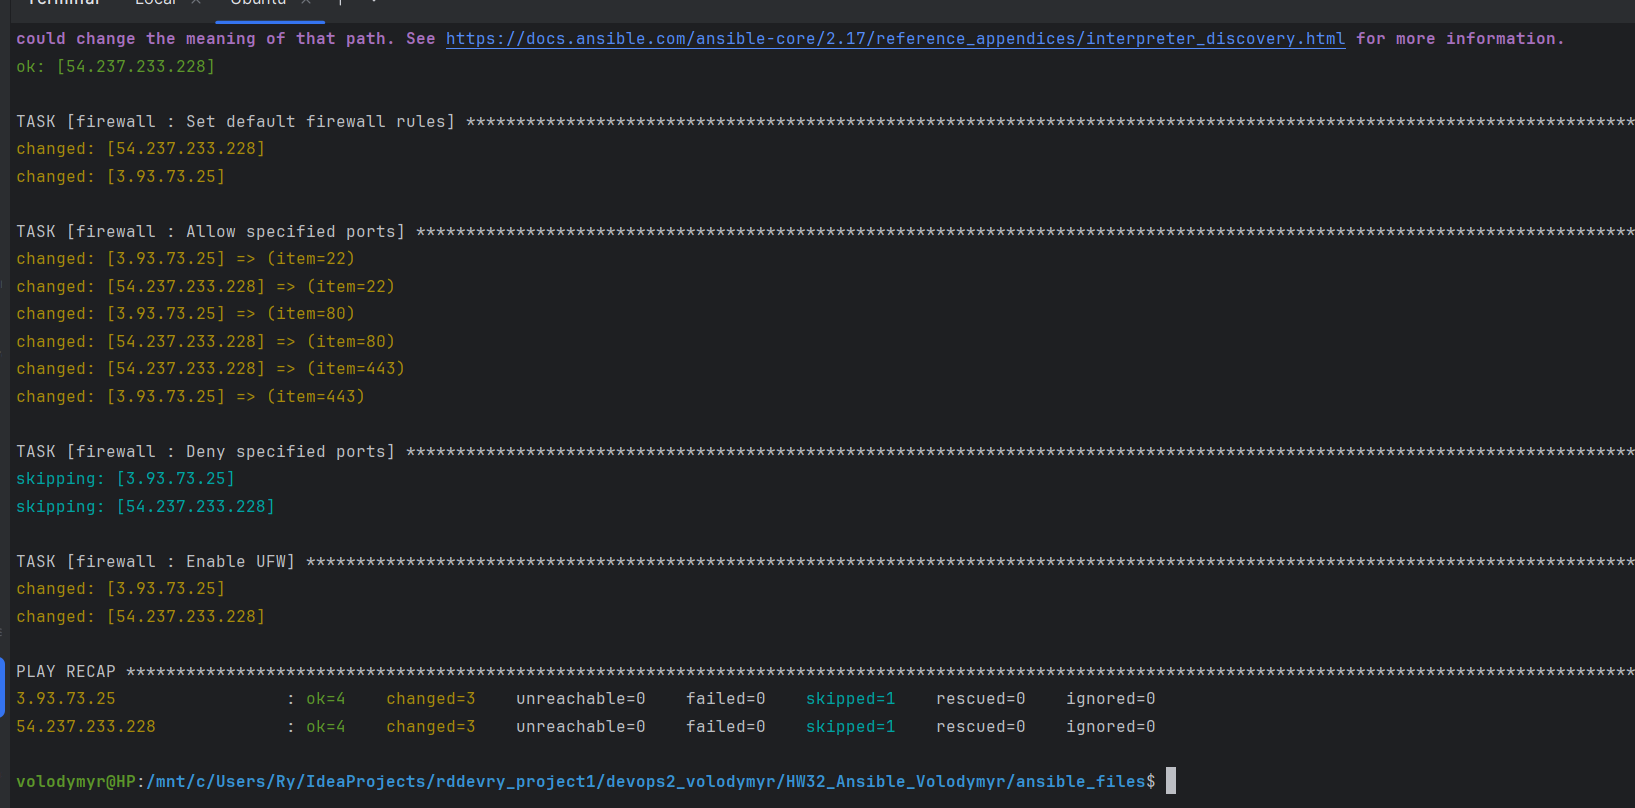 Terminal Local × Ubuntu × +
could change the meaning of that path. See https://docs.ansible.com/ansible-core/2.17/reference_appendices/interpreter_discovery.html for more information.
ok: [54.237.233.228]
TASK [firewall : Set default firewall rules] *********************************************************************************************************************
changed: [54.237.233.228]
changed: [3.93.73.25]
TASK [firewall : Allow specified ports] **************************************************************************************************************************
changed: [3.93.73.25] => (item=22)
changed: [54.237.233.228] => (item=22)
changed: [3.93.73.25] => (item=80)
changed: [54.237.233.228] => (item=80)
changed: [54.237.233.228] => (item=443)
changed: [3.93.73.25] => (item=443)
TASK [firewall : Deny specified ports] ***************************************************************************************************************************
skipping: [3.93.73.25]
skipping: [54.237.233.228]
TASK [firewall : Enable UFW] *************************************************************************************************************************************
changed: [3.93.73.25]
changed: [54.237.233.228]
PLAY RECAP *******************************************************************************************************************************************************
3.93.73.25                 : ok=4    changed=3    unreachable=0    failed=0    skipped=1    rescued=0    ignored=0
54.237.233.228             : ok=4    changed=3    unreachable=0    failed=0    skipped=1    rescued=0    ignored=0
volodymyr@HP:/mnt/c/Users/Ry/IdeaProjects/rddevry_project1/devops2_volodymyr/HW32_Ansible_Volodymyr/ansible_files$